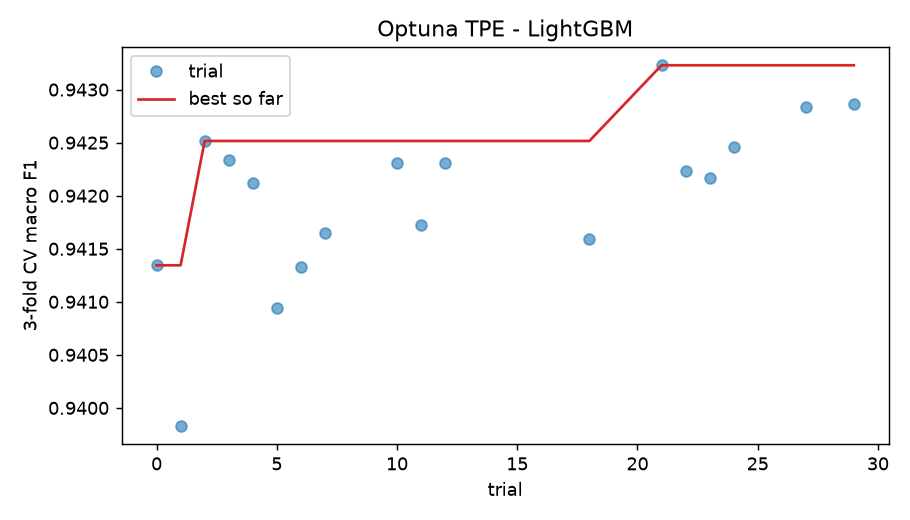 Optuna TPE - LightGBM
trial
best so far
3-fold CV macro F1
0.9430
0.9425
0.9420
0.9415
0.9410
0.9405
0.9400
0 5 10 15 20 25 30
trial